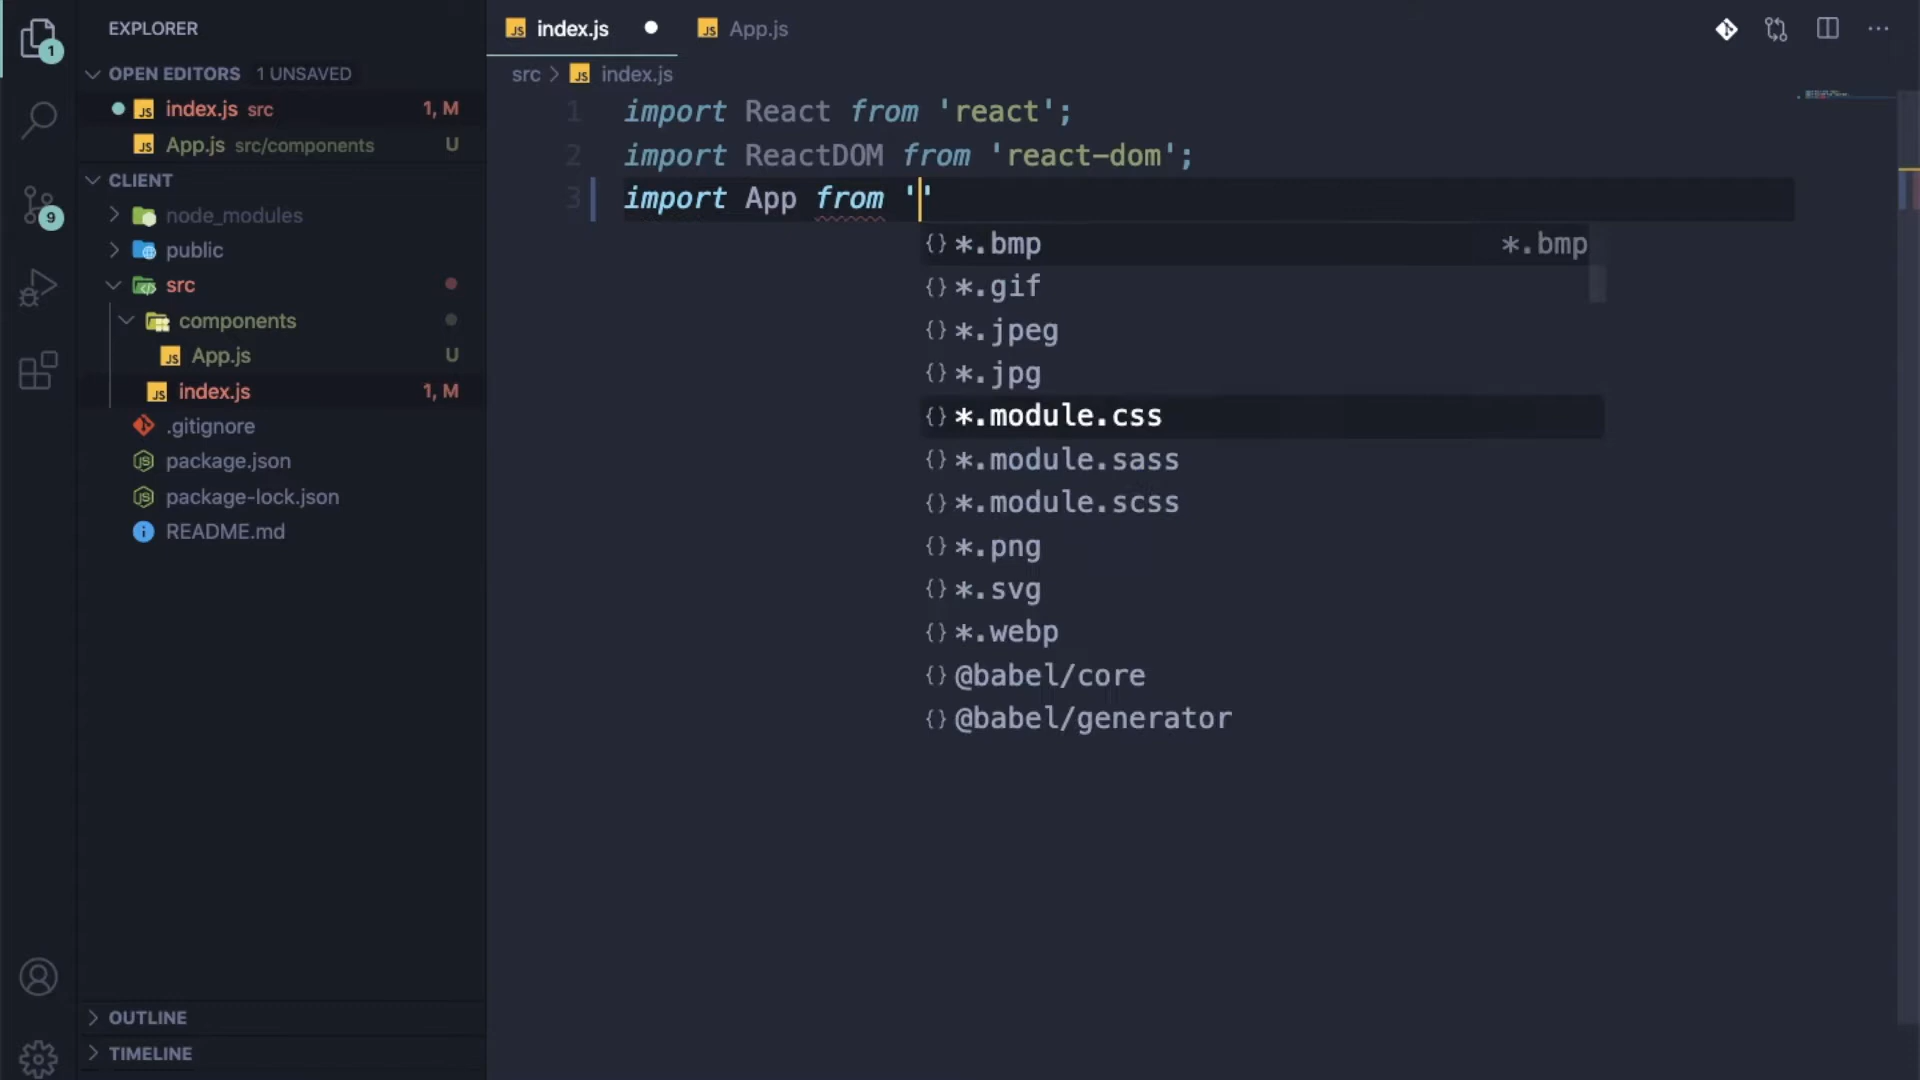 EXPLORER
OPEN EDITORS 1 UNSAVED
index.js src 1, M
App.js src/components U
CLIENT
node_modules
public
src
components
App.js U
index.js 1, M
.gitignore
package.json
package-lock.json
README.md
OUTLINE
TIMELINE
1
9
index.js
App.js
src > index.js
1 import React from 'react';
2 import ReactDOM from 'react-dom';
3 import App from ''
{} *.bmp *.bmp
{} *.gif
{} *.jpeg
{} *.jpg
{} *.module.css
{} *.module.sass
{} *.module.scss
{} *.png
{} *.svg
{} *.webp
{} @babel/core
{} @babel/generator